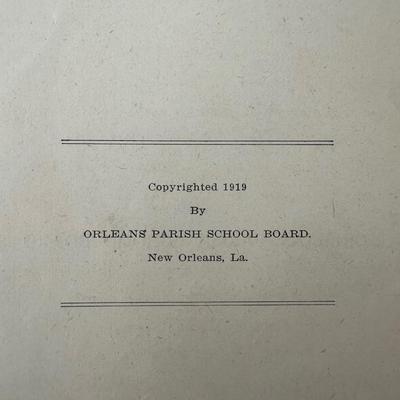 Copyrighted 1919
By
ORLEANS PARISH SCHOOL BOARD.
New Orleans, La.